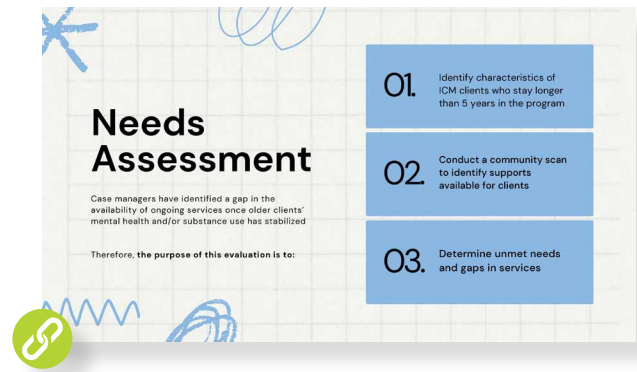 Needs
Assessment
Case managers have identified a gap in the
availability of ongoing services once older clients'
mental health and/or substance use has stabilized
Therefore, the purpose of this evaluation is to:
01.
Identify characteristics of
ICM clients who stay longer
than 5 years in the program
02.
Conduct a community scan
to identify supports
available for clients
03.
Determine unmet needs
and gaps in services